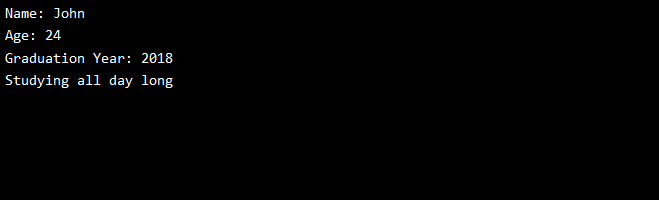 Name: John
Age: 24
Graduation Year: 2018
Studying all day long